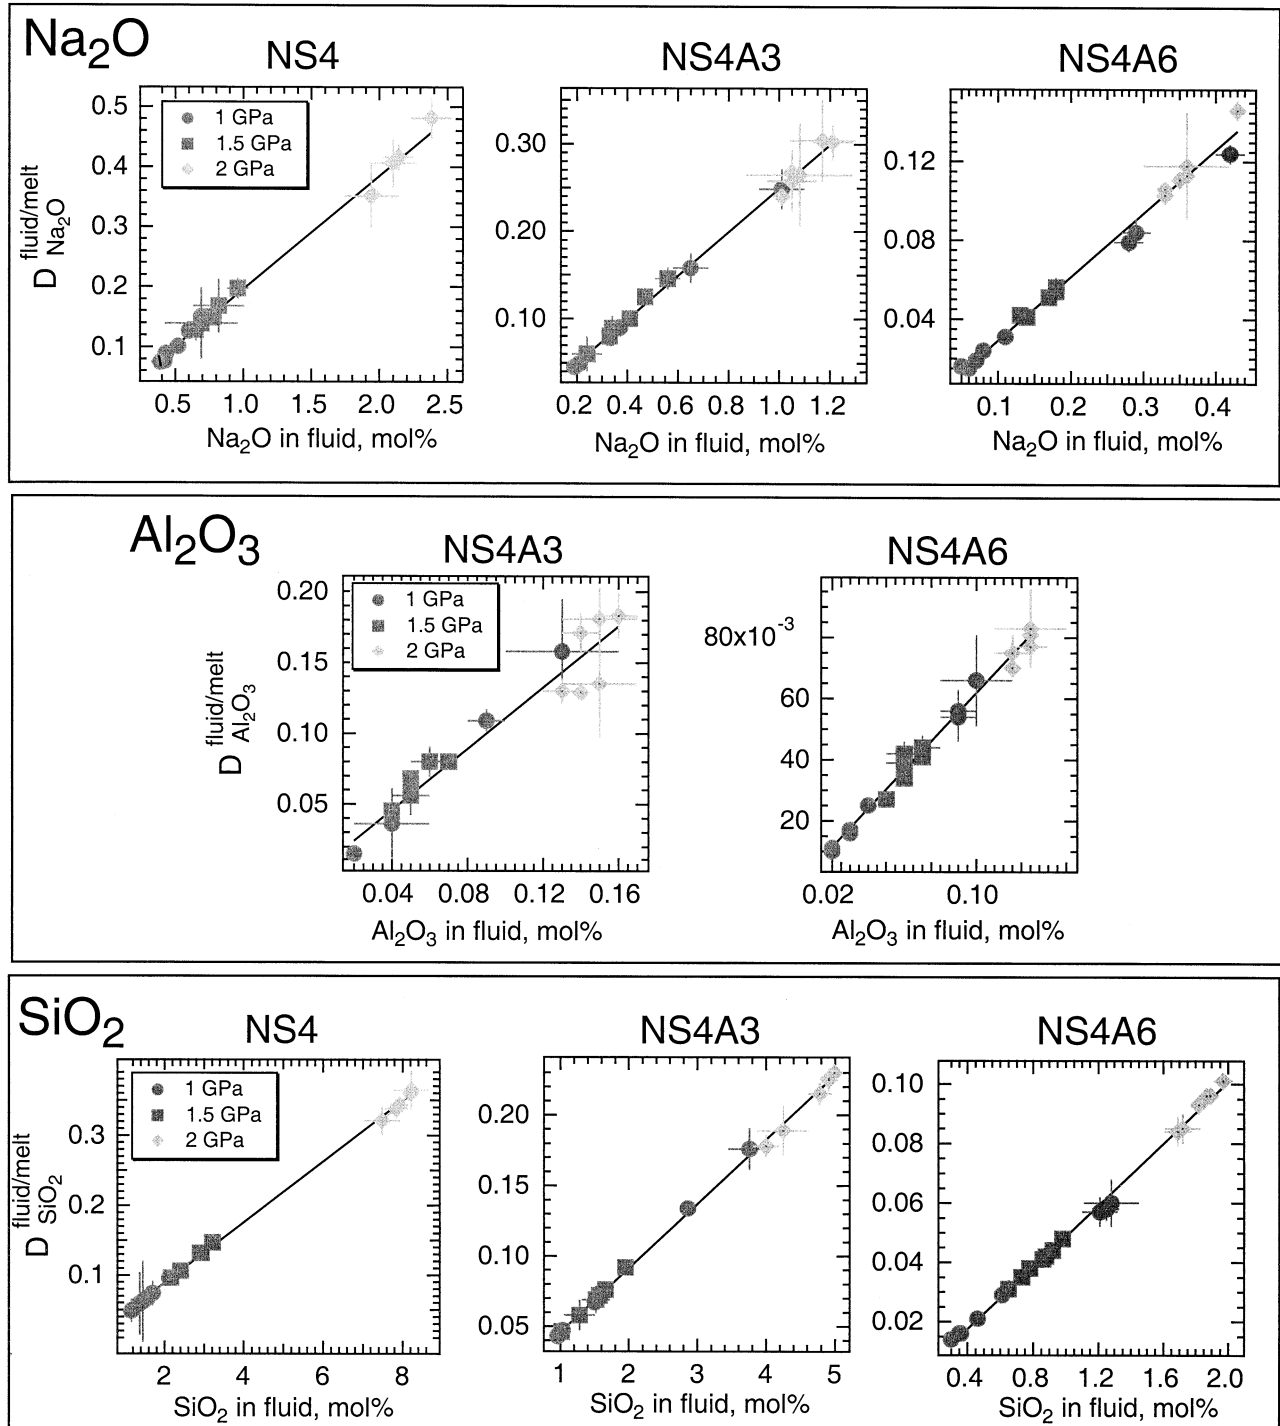 Na₂O
NS4
NS4A3
NS4A6
1 GPa
1.5 GPa
2 GPa
D fluid/melt Na₂O
0.5
0.4
0.3
0.2
0.1
0.5 1.0 2.0 2.5
Na₂O in fluid, mol%
0.30
0.20
0.10
0.2 0.4 0.6 0.8 1.0 1.2
Na₂O in fluid, mol%
0.12
0.08
0.04
0.1 0.2 0.3 0.4
Na₂O in fluid, mol%
Al₂O₃
NS4A3
NS4A6
1 GPa
1.5 GPa
2 GPa
D fluid/melt Al₂O₃
0.20
0.15
0.10
0.05
0.04 0.08 0.12 0.16
Al₂O₃ in fluid, mol%
80x10⁻³
60
40
20
0.02 0.10
Al₂O₃ in fluid, mol%
SiO₂
NS4
NS4A3
NS4A6
1 GPa
1.5 GPa
2 GPa
D fluid/melt SiO₂
0.3
0.2
0.1
2 4 6 8
SiO₂ in fluid, mol%
0.20
0.15
0.10
0.05
1 2 3 4 5
SiO₂ in fluid, mol%
0.10
0.08
0.06
0.04
0.02
0.4 0.8 1.2 1.6 2.0
SiO₂ in fluid, mol%